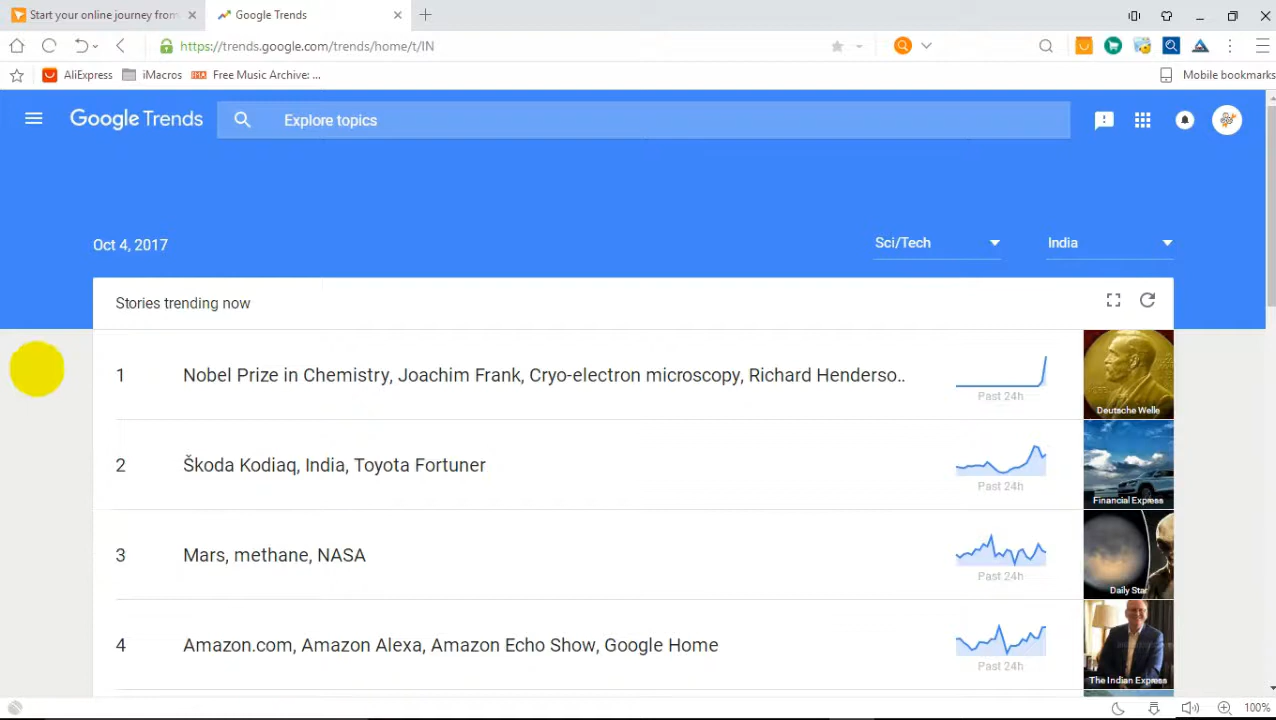 Start your online journey from
Google Trends
https://trends.google.com/trends/home/t/IN
AliExpress
iMacros
Free Music Archive: ...
Mobile bookmarks
Google Trends
Explore topics
Oct 4, 2017
Sci/Tech
India
Stories trending now
1
Nobel Prize in Chemistry, Joachim Frank, Cryo-electron microscopy, Richard Henderso..
Past 24h
Deutsche Welle
2
Škoda Kodiaq, India, Toyota Fortuner
Past 24h
Financial Express
3
Mars, methane, NASA
Past 24h
Daily Star
4
Amazon.com, Amazon Alexa, Amazon Echo Show, Google Home
Past 24h
The Indian Express
100%